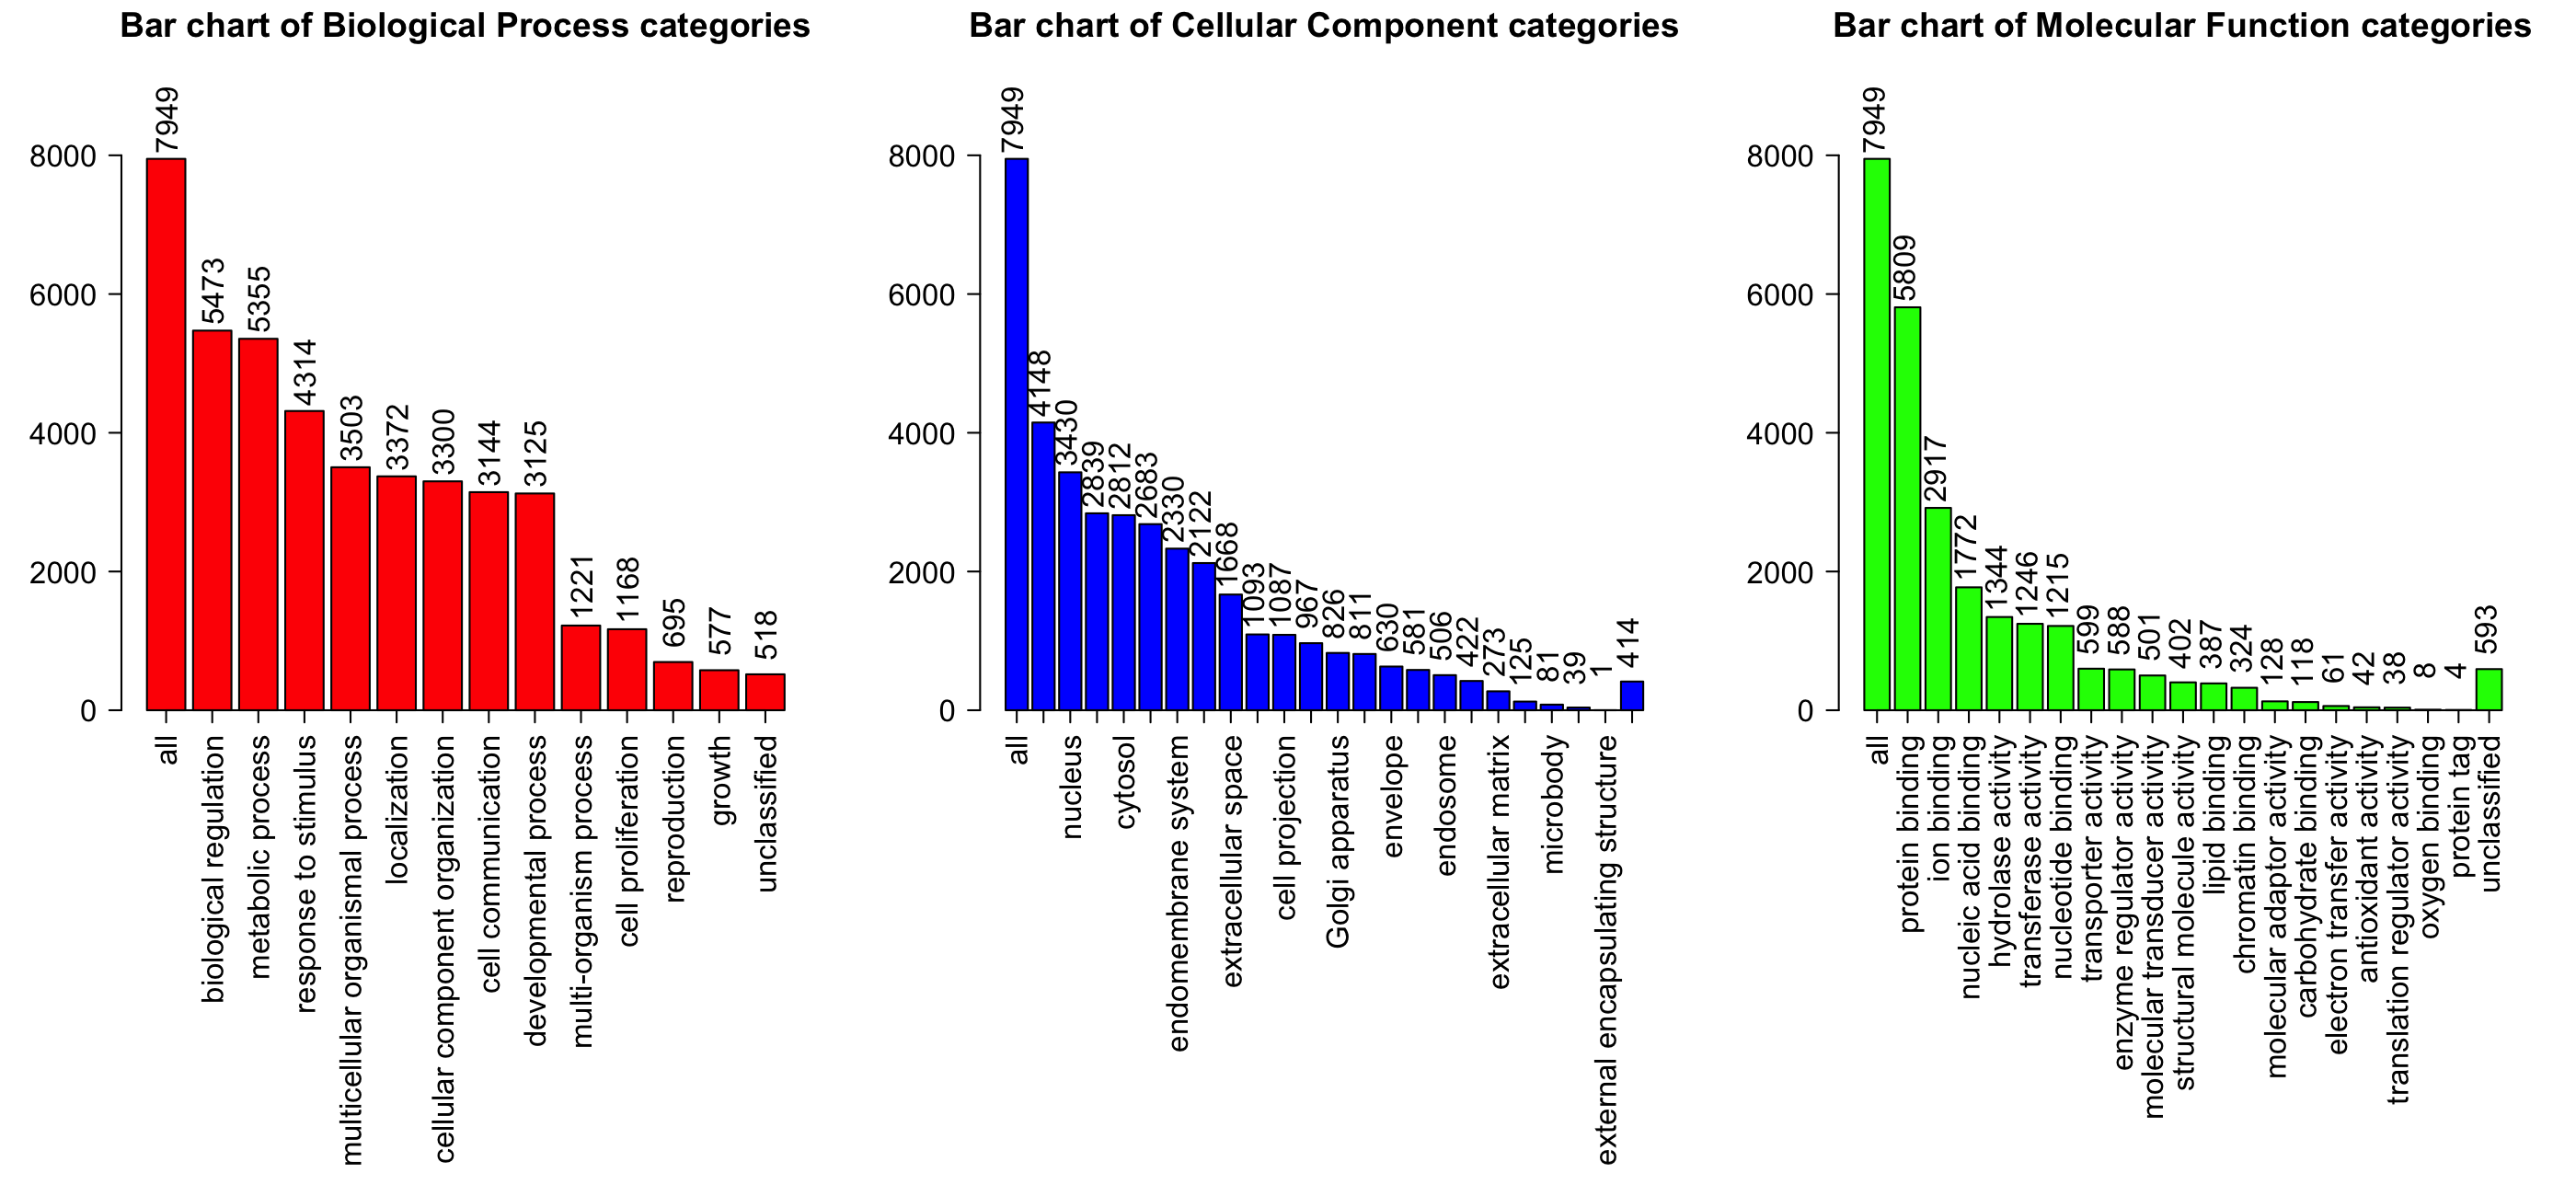 Bar chart of Biological Process categories
8000
6000
4000
2000
0
7949
5473
5355
4314
3503
3372
3300
3144
3125
1221
1168
695
577
518
all
biological regulation
metabolic process
response to stimulus
multicellular organismal process
localization
cellular component organization
cell communication
developmental process
multi-organism process
cell proliferation
reproduction
growth
unclassified
Bar chart of Cellular Component categories
8000
6000
4000
2000
0
7949
4148
3430
2839
2812
2683
2330
2122
1668
1093
1087
967
826
811
630
581
506
422
273
125
81
39
1
414
all
nucleus
cytosol
endomembrane system
extracellular space
cell projection
Golgi apparatus
envelope
endosome
extracellular matrix
microbody
external encapsulating structure
Bar chart of Molecular Function categories
8000
6000
4000
2000
0
7949
5809
2917
1772
1344
1246
1215
599
588
501
402
387
324
128
118
61
42
38
8
4
593
all
protein binding
ion binding
nucleic acid binding
hydrolase activity
transferase activity
nucleotide binding
transporter activity
enzyme regulator activity
molecular transducer activity
structural molecule activity
lipid binding
chromatin binding
molecular adaptor activity
carbohydrate binding
electron transfer activity
antioxidant activity
translation regulator activity
oxygen binding
protein tag
unclassified